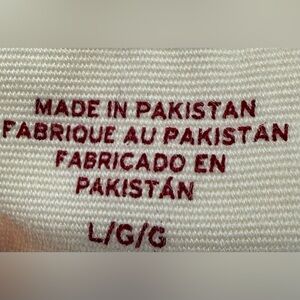 MADE IN PAKISTAN
FABRIQUE AU PAKISTAN
FABRICADO EN
PAKISTÁN
L/G/G